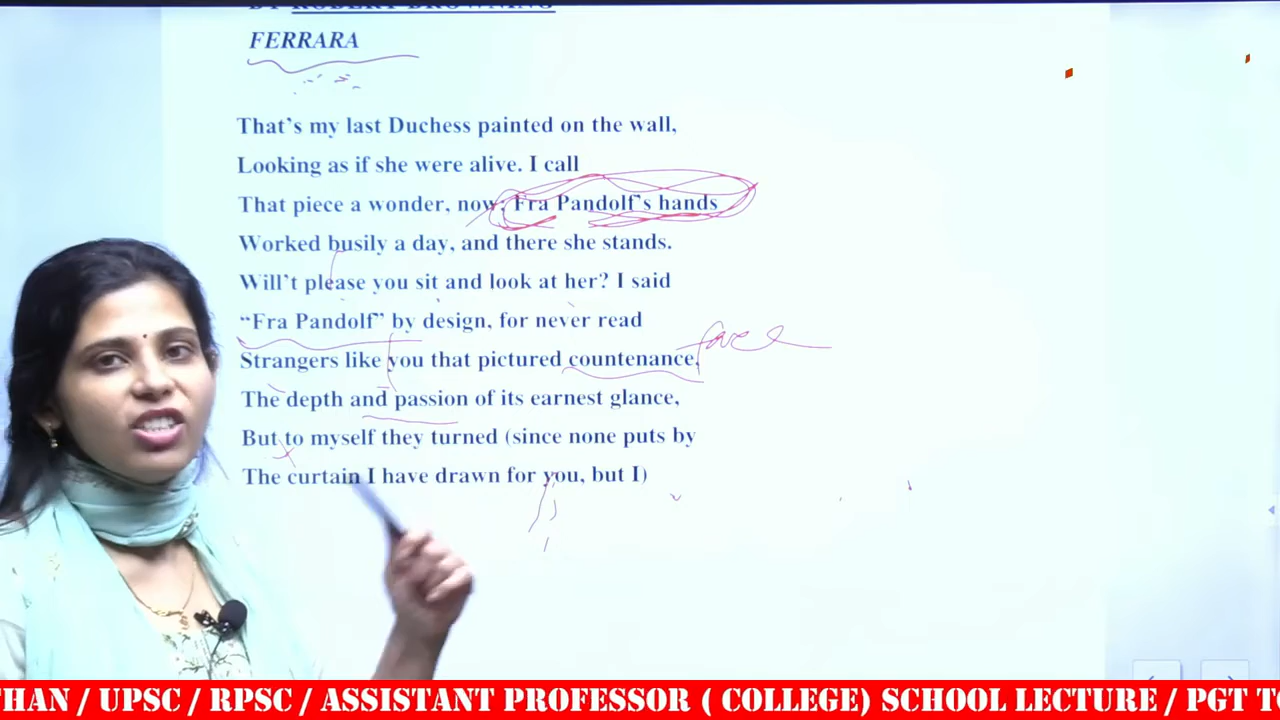 BY ROBERT BROWNING
FERRARA
That's my last Duchess painted on the wall,
Looking as if she were alive. I call
That piece a wonder, now; Fra Pandolf's hands
Worked busily a day, and there she stands.
Will't please you sit and look at her? I said
“Fra Pandolf” by design, for never read
Strangers like you that pictured countenance, face
The depth and passion of its earnest glance,
But to myself they turned (since none puts by
The curtain I have drawn for you, but I)
THAN / UPSC / RPSC / ASSISTANT PROFESSOR ( COLLEGE) SCHOOL LECTURE / PGT